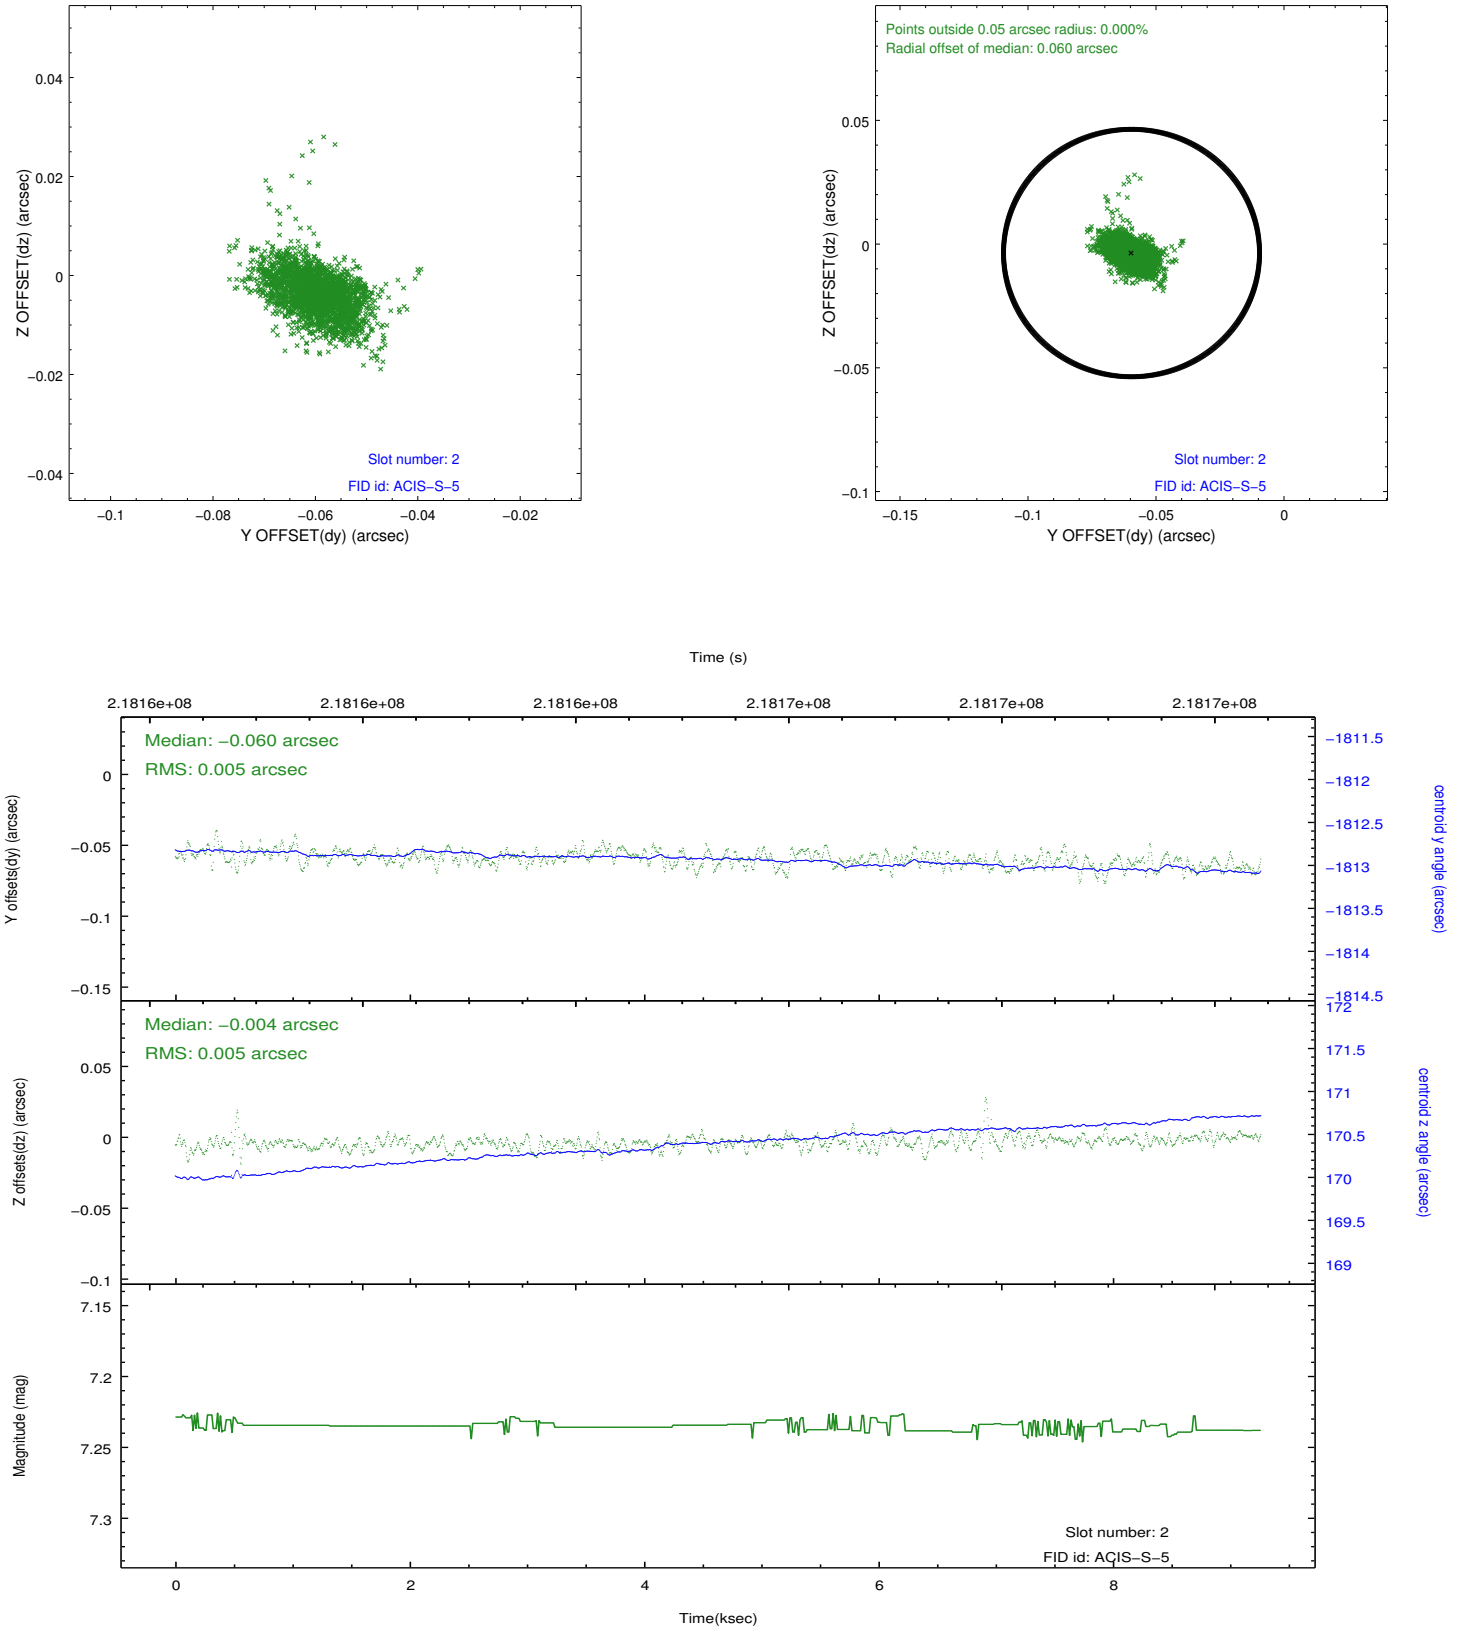 0.04
0.02
0
−0.02
−0.04
Z OFFSET(dz) (arcsec)
Slot number: 2
FID id: ACIS−S−5
−0.1
−0.08
−0.06
−0.04
−0.02
Y OFFSET(dy) (arcsec)
Points outside 0.05 arcsec radius: 0.000%
Radial offset of median: 0.060 arcsec
0.05
0
−0.05
−0.1
Z OFFSET(dz) (arcsec)
Slot number: 2
FID id: ACIS−S−5
−0.15
−0.1
−0.05
0
Y OFFSET(dy) (arcsec)
Time (s)
2.1816e+08
2.1816e+08
2.1816e+08
2.1817e+08
2.1817e+08
2.1817e+08
Median: −0.060 arcsec
RMS: 0.005 arcsec
0
−0.05
−0.1
−0.15
Y offsets(dy) (arcsec)
−1811.5
−1812
−1812.5
−1813
−1813.5
−1814
−1814.5
centroid y angle (arcsec)
Median: −0.004 arcsec
RMS: 0.005 arcsec
0.05
0
−0.05
−0.1
Z offsets(dz) (arcsec)
172
171.5
171
170.5
170
169.5
169
centroid z angle (arcsec)
7.15
7.2
7.25
7.3
Magnitude (mag)
Slot number: 2
FID id: ACIS−S−5
0
2
4
6
8
Time(ksec)